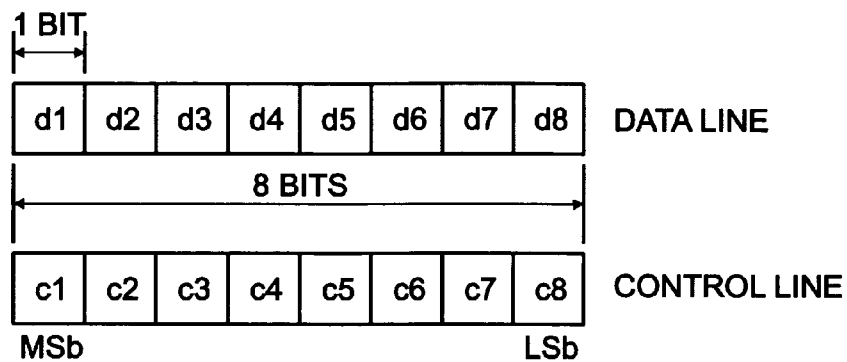 1 BIT
d1 d2 d3 d4 d5 d6 d7 d8 DATA LINE
8 BITS
c1 c2 c3 c4 c5 c6 c7 c8 CONTROL LINE
MSb LSb